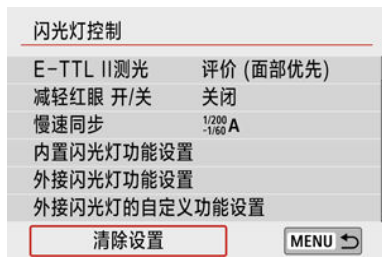 闪光灯控制
E-TTL II测光 评价 (面部优先)
减轻红眼 开/关 关闭
慢速同步 1/200-1/60 A
内置闪光灯功能设置
外接闪光灯功能设置
外接闪光灯的自定义功能设置
清除设置 MENU